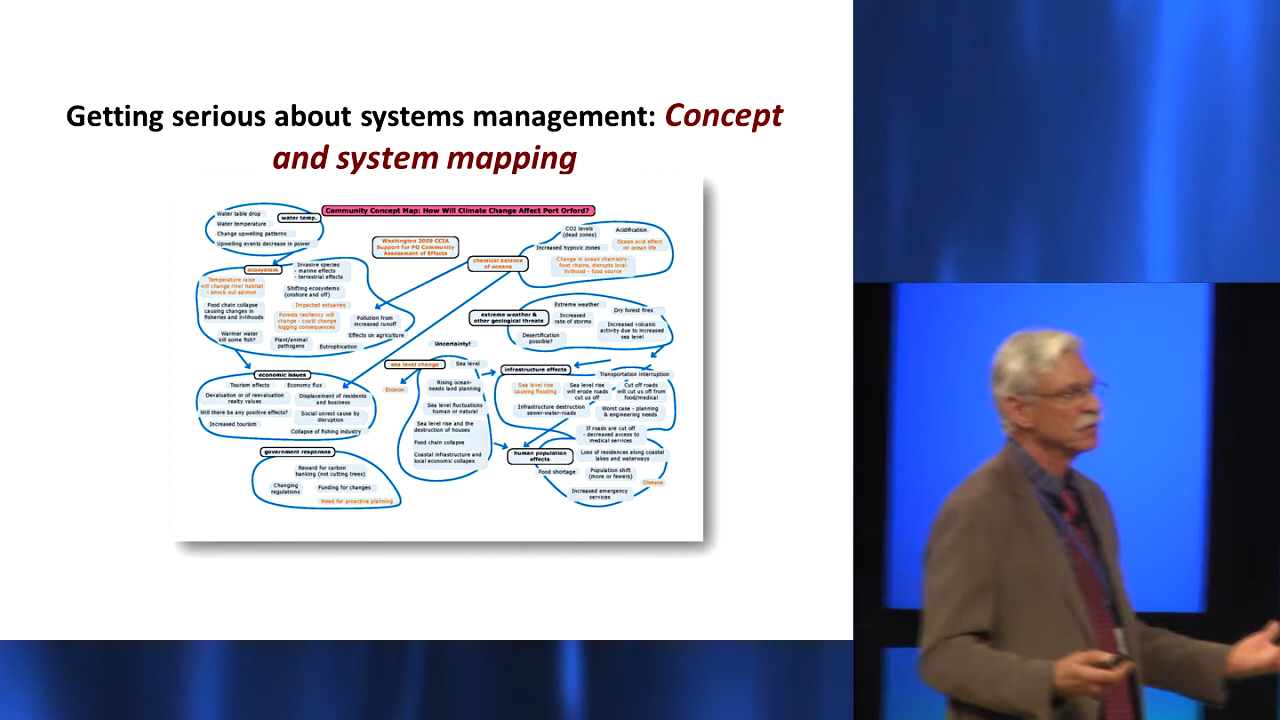 Getting serious about systems management: Concept
and system mapping
Community Concept Map: How Will Climate Change Affect Port Orford?
Water table drop
water temp.
Water temperature
Change upwelling patterns
Upwelling events decrease in power
Washington 2009 CCIA
Support for PO Community
Assessment of Effects
chemical balance
of oceans
CO2 levels
(dead zones)
Acidification
Increased hypoxic zones
Ocean acid effect
on ocean life
Change in ocean chemistry-
food chains, disrupts local
livlihood - food source
ecosystem
Temperature raise
will change river habitat
- knock out salmon
Invasive species
- marine effects
- terrestrial effects
Shifting ecosystems
(onshore and off)
Impacted estuaries
Food chain collapse
causing changes in
fisheries and livlihoods
Forests resiliency will
change - could change
logging consequences
Pollution from
increased runoff
Effects on agriculture
Warmer water
kill some fish?
Plant/animal
pathogens
Eutrophication
extreme weather &
other geological threats
Extreme weather
Dry forest fires
Increased
rate of storms
Increased volcanic
activity due to increased
sea level
Desertification
possible?
Uncertainty!
economic issues
Tourism effects
Economy flux
Devaluation or of reevaluation
realty values
Displacement of residents
and business
Will there be any positive effects?
Social unrest cause by
disruption
Increased tourism
Collapse of fishing industry
sea level change
Sea level
Erosion
Rising ocean-
needs land planning
Sea level fluctuations
human or natural
Sea level rise and the
destruction of houses
Food chain collapse
Coastal infrastructure and
local economic collapes
infrastructure effects
Transportation interruption
Sea level rise
causing flooding
Sea level rise
will erode roads
cut us off
Cut off roads
will cut us off from
food/medical
Infrastructure destruction
sewer-water-roads
Worst case - planning
& engineering needs
If roads are cut off
- decreased access to
medical services
human population
effects
Loss of residences along coastal
lakes and waterways
Food shortage
Population shift
(more or fewers)
Disease
Increased emergency
services
government responses
Reward for carbon
banking (not cutting trees)
Changing
regulations
Funding for changes
Need for proactive planning